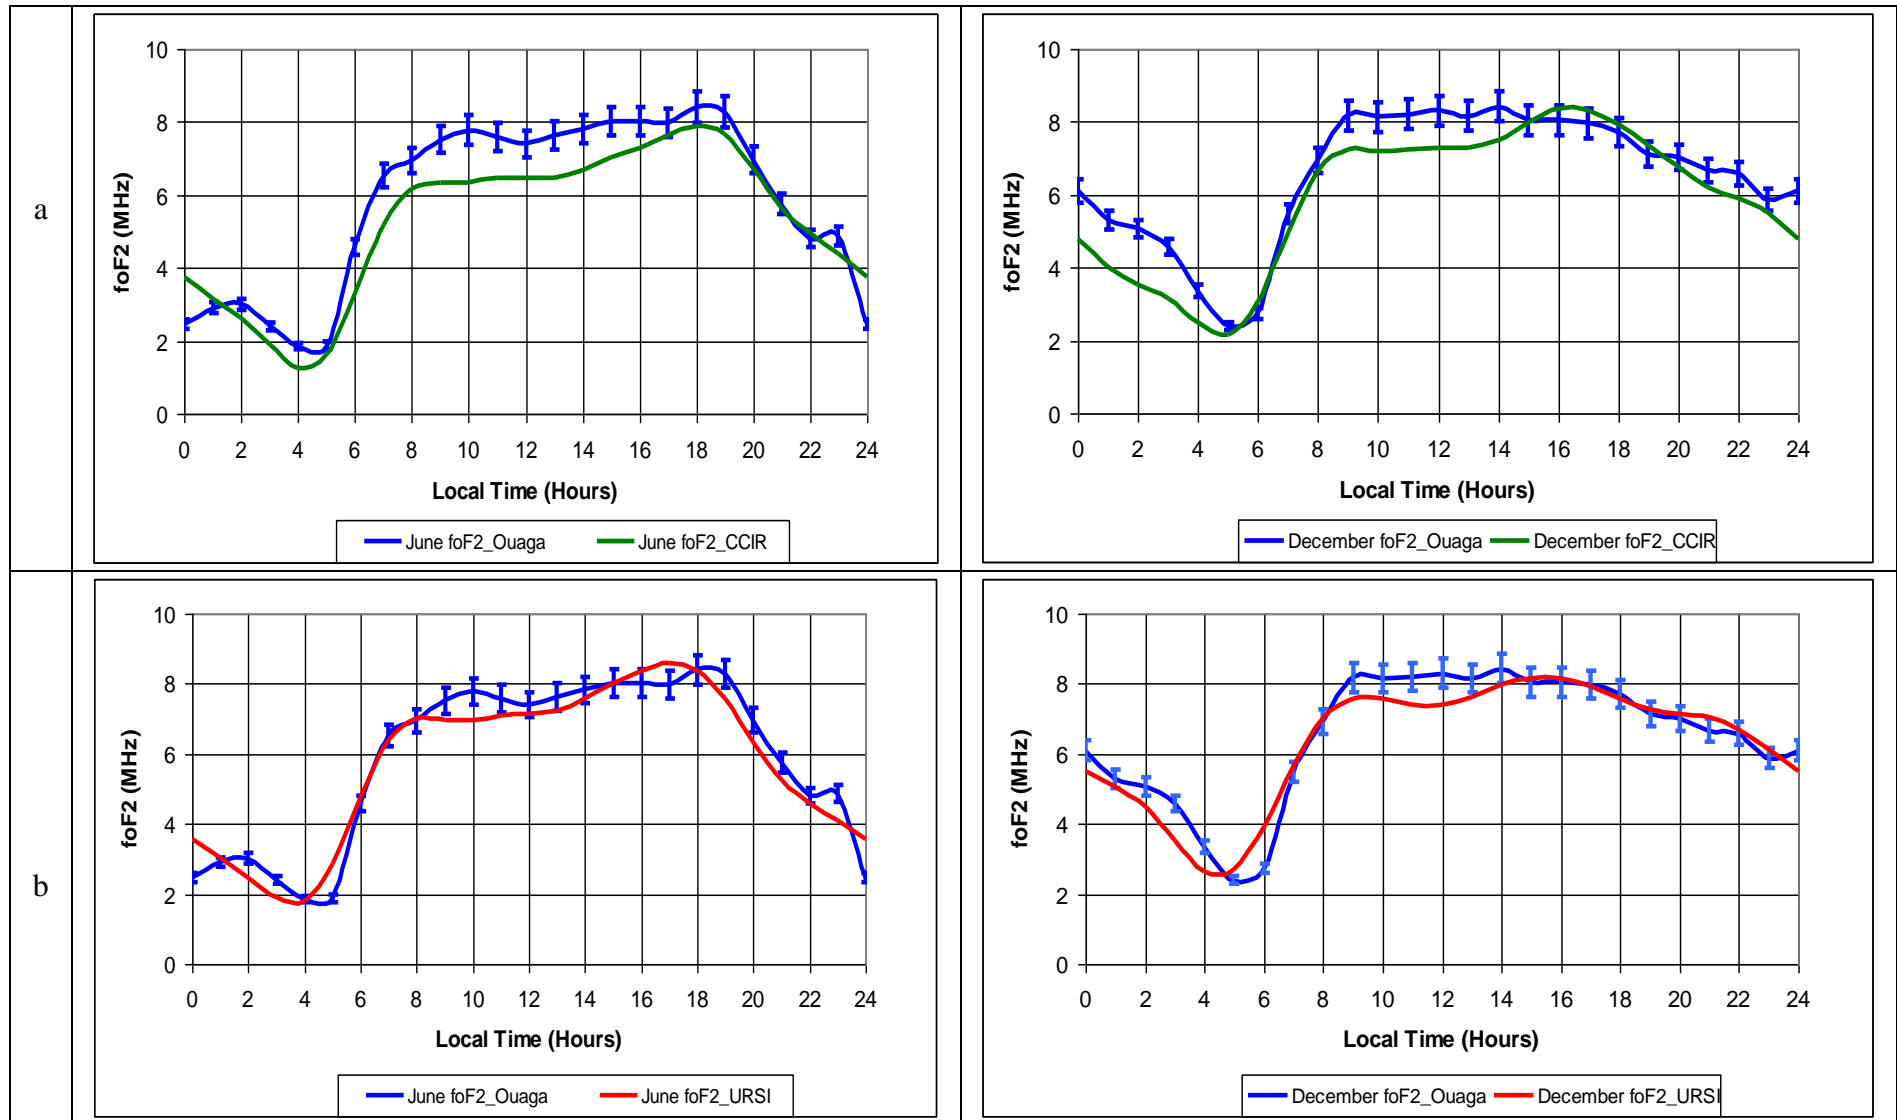 a
foF2 (MHz)
10
8
6
4
2
0
0 2 4 6 8 10 12 14 16 18 20 22 24
Local Time (Hours)
June foF2_Ouaga June foF2_CCIR
foF2 (MHz)
10
8
6
4
2
0
0 2 4 6 8 10 12 14 16 18 20 22 24
Local Time (Hours)
December foF2_Ouaga December foF2_CCIR
b
foF2 (MHz)
10
8
6
4
2
0
0 2 4 6 8 10 12 14 16 18 20 22 24
Local Time (Hours)
June foF2_Ouaga June foF2_URSI
foF2 (MHz)
10
8
6
4
2
0
0 2 4 6 8 10 12 14 16 18 20 22 24
Local Time (Hours)
December foF2_Ouaga December foF2_URSI